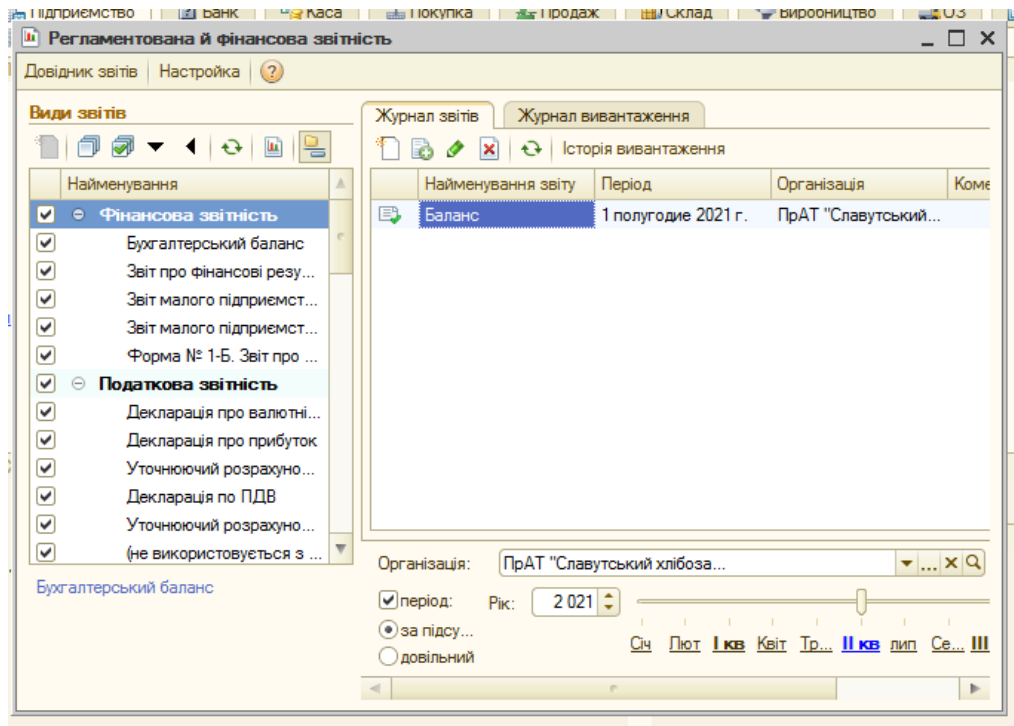 Підприємство Банк Каса Покупка Продаж Склад Виробництво ОЗ
Регламентована й фінансова звітність
Довідник звітів Настройка
Види звітів
Журнал звітів Журнал вивантаження
Історія вивантаження
Найменування
Найменування звіту Період Організація Коме
Фінансова звітність
Баланс 1 полугодие 2021 г. ПрАТ "Славутський...
Бухгалтерський баланс
Звіт про фінансові резу...
Звіт малого підприємст...
Звіт малого підприємст...
Форма № 1-Б. Звіт про ...
Податкова звітність
Декларація про валютні...
Декларація про прибуток
Уточнюючий розрахуно...
Декларація по ПДВ
Уточнюючий розрахуно...
(не використовується з ...
Бухгалтерський баланс
Організація: ПрАТ "Славутський хлібоза... ...
період: Рік: 2 021
за підсу...
довільний
Січ Лют I кв Квіт Тр... II кв лип Се... III